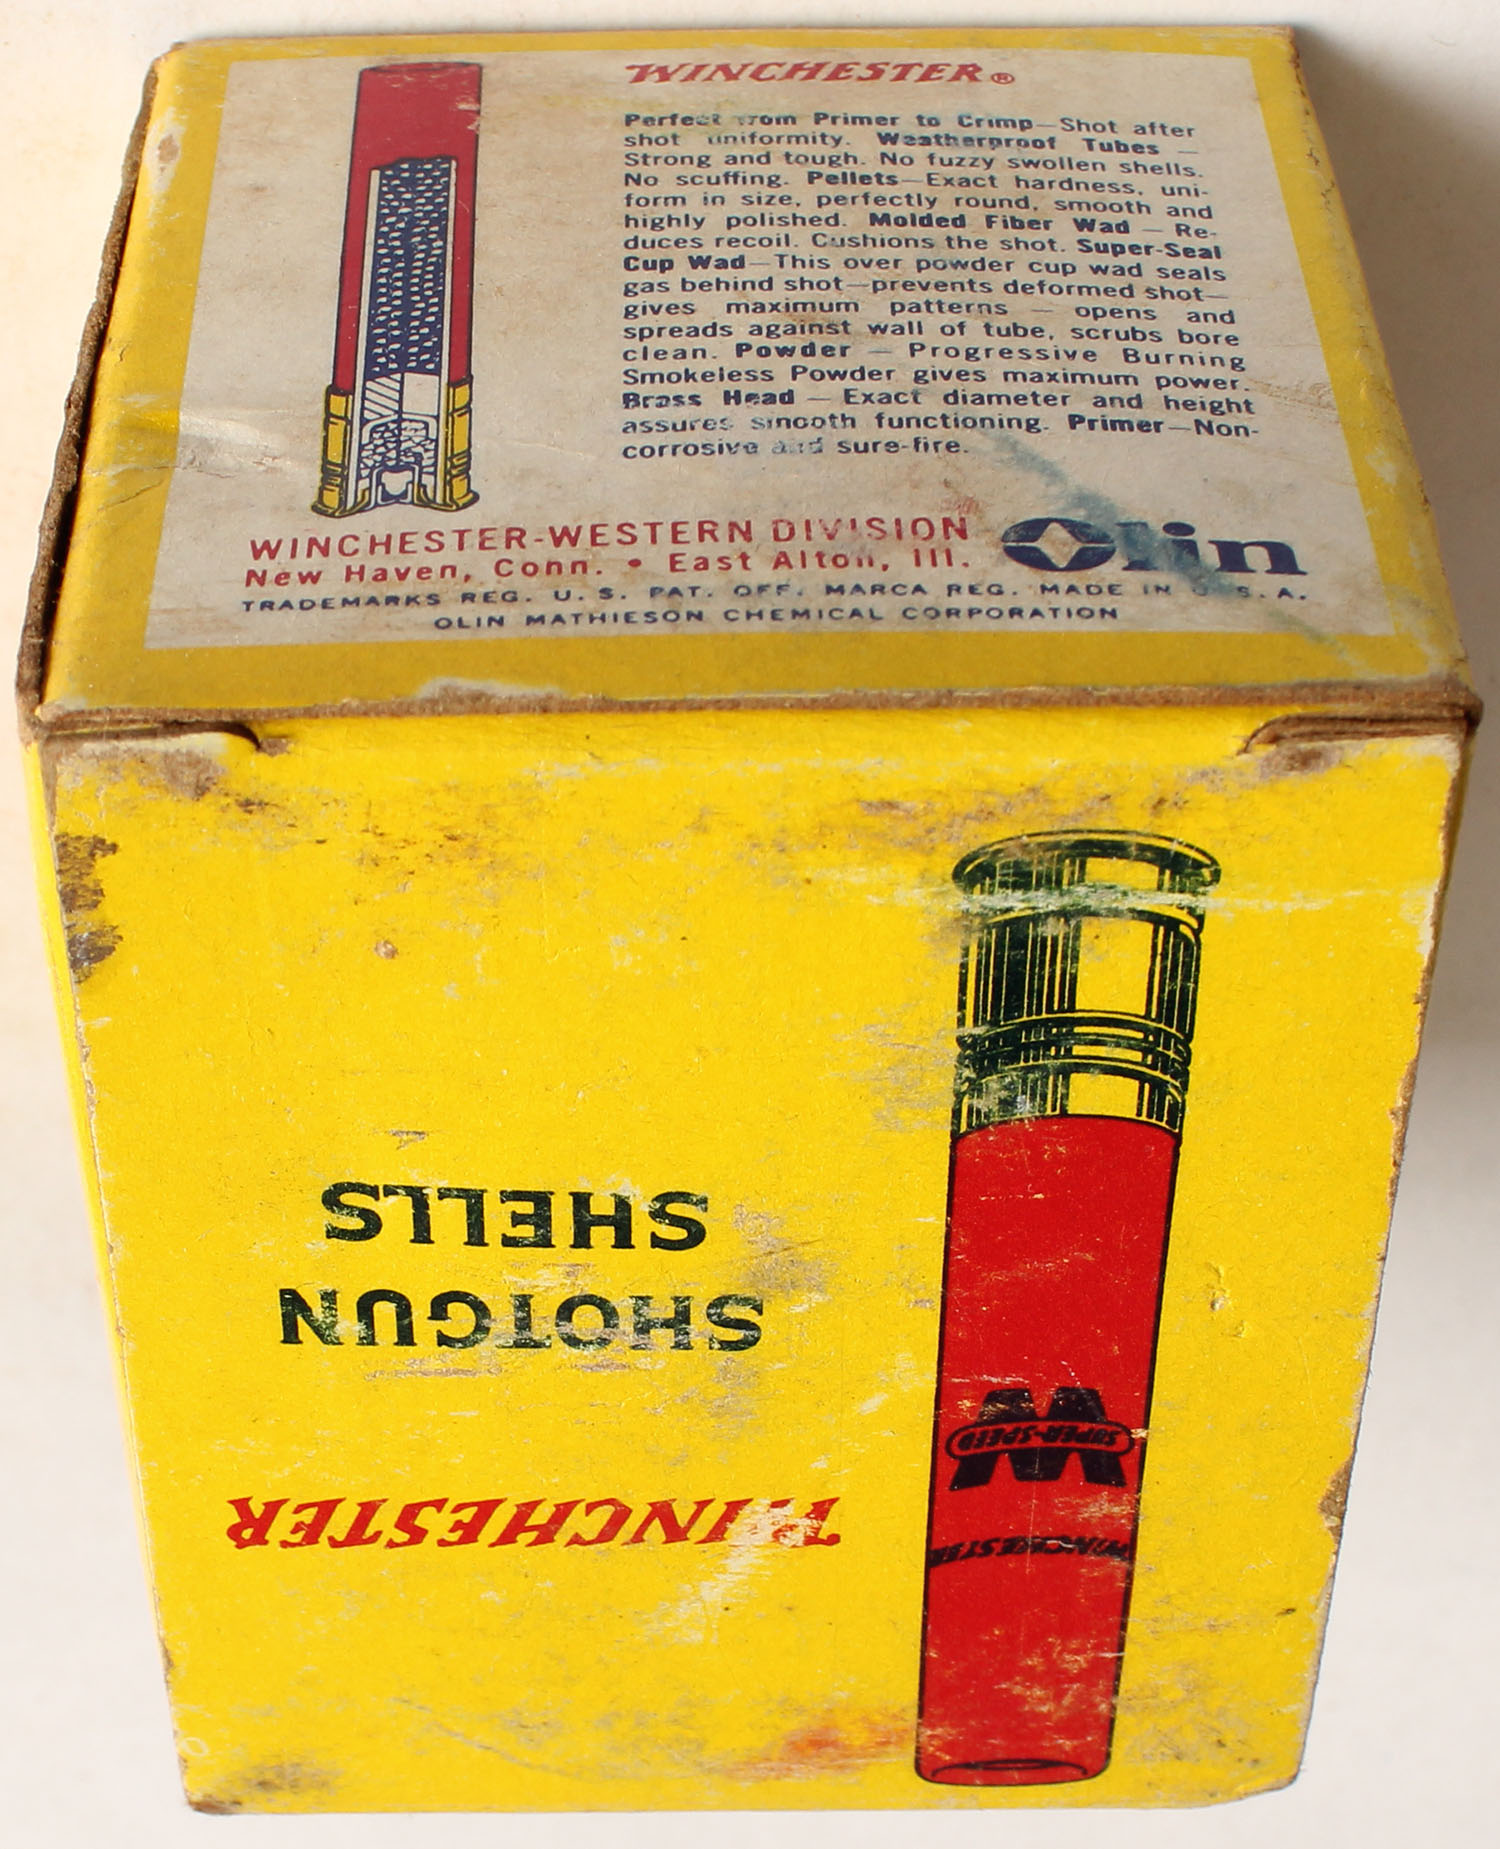 WINCHESTER®
Perfect from Primer to Crimp—Shot after
shot uniformity. Weatherproof Tubes —
Strong and tough. No fuzzy swollen shells.
No scuffing. Pellets—Exact hardness, uni-
form in size, perfectly round, smooth and
highly polished. Molded Fiber Wad — Re-
duces recoil. Cushions the shot. Super-Seal
Cup Wad—This over powder cup wad seals
gas behind shot—prevents deformed shot—
gives maximum patterns — opens and
spreads against wall of tube, scrubs bore
clean. Powder — Progressive Burning
Smokeless Powder gives maximum power.
Brass Head — Exact diameter and height
assures smooth functioning. Primer—Non-
corrosive and sure-fire.
WINCHESTER-WESTERN DIVISION
New Haven, Conn. • East Alton, Ill.
Olin
TRADEMARKS REG. U. S. PAT. OFF. MARCA REG. MADE IN U. S. A.
OLIN MATHIESON CHEMICAL CORPORATION
WINCHESTER
SHOTGUN
SHELLS
WINCHESTER
W
SUPER-SPEED